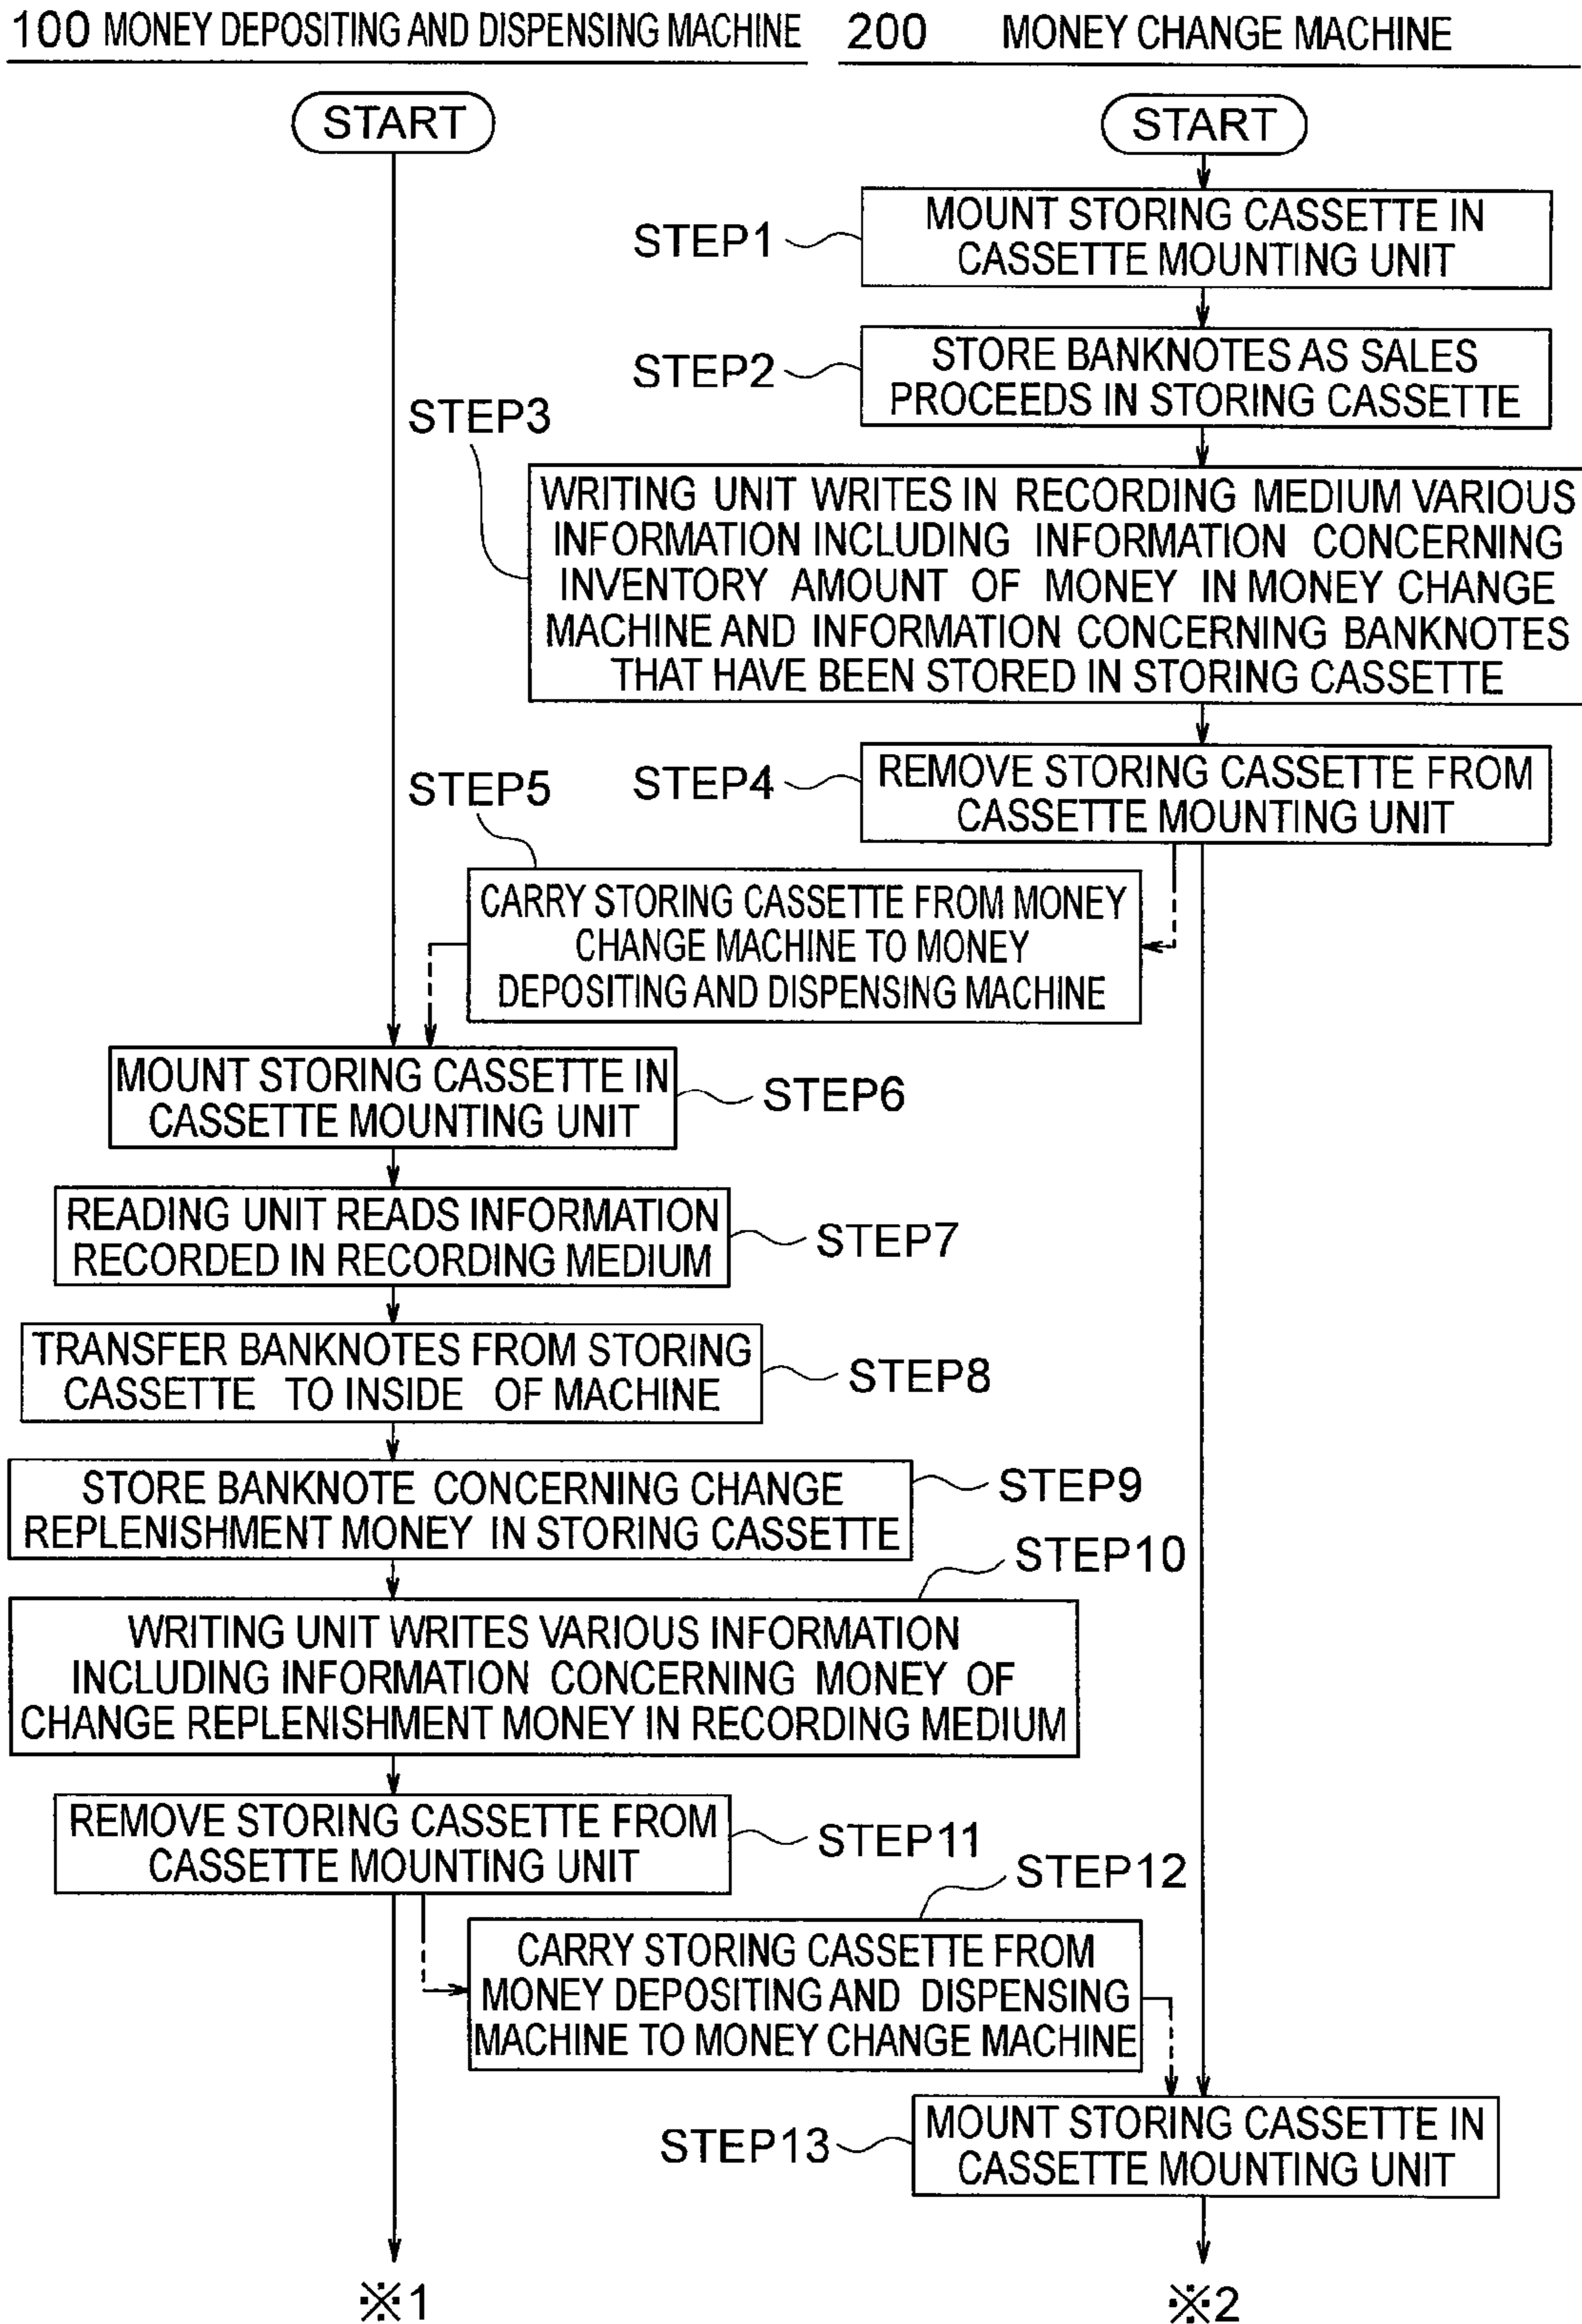 100 MONEY DEPOSITING AND DISPENSING MACHINE
200 MONEY CHANGE MACHINE
START
START
STEP1
MOUNT STORING CASSETTE IN
CASSETTE MOUNTING UNIT
STEP2
STORE BANKNOTES AS SALES
PROCEEDS IN STORING CASSETTE
STEP3
WRITING UNIT WRITES IN RECORDING MEDIUM VARIOUS
INFORMATION INCLUDING INFORMATION CONCERNING
INVENTORY AMOUNT OF MONEY IN MONEY CHANGE
MACHINE AND INFORMATION CONCERNING BANKNOTES
THAT HAVE BEEN STORED IN STORING CASSETTE
STEP4
REMOVE STORING CASSETTE FROM
CASSETTE MOUNTING UNIT
STEP5
CARRY STORING CASSETTE FROM MONEY
CHANGE MACHINE TO MONEY
DEPOSITING AND DISPENSING MACHINE
MOUNT STORING CASSETTE IN
CASSETTE MOUNTING UNIT
STEP6
READING UNIT READS INFORMATION
RECORDED IN RECORDING MEDIUM
STEP7
TRANSFER BANKNOTES FROM STORING
CASSETTE TO INSIDE OF MACHINE
STEP8
STORE BANKNOTE CONCERNING CHANGE
REPLENISHMENT MONEY IN STORING CASSETTE
STEP9
STEP10
WRITING UNIT WRITES VARIOUS INFORMATION
INCLUDING INFORMATION CONCERNING MONEY OF
CHANGE REPLENISHMENT MONEY IN RECORDING MEDIUM
REMOVE STORING CASSETTE FROM
CASSETTE MOUNTING UNIT
STEP11
STEP12
CARRY STORING CASSETTE FROM
MONEY DEPOSITING AND DISPENSING
MACHINE TO MONEY CHANGE MACHINE
STEP13
MOUNT STORING CASSETTE IN
CASSETTE MOUNTING UNIT
※1
※2